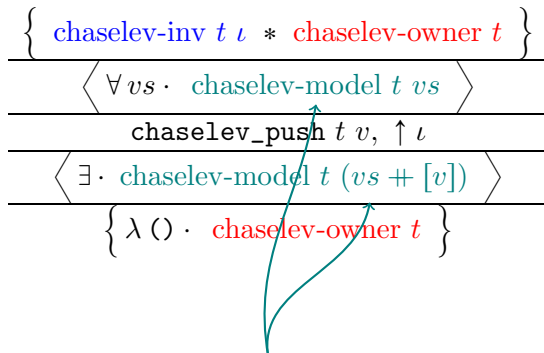 { chaselev-inv t ι * chaselev-owner t }
⟨ ∀ vs · chaselev-model t vs ⟩
chaselev_push t v, ↑ ι
⟨ ∃ · chaselev-model t (vs ++ [v]) ⟩
{ λ () · chaselev-owner t }